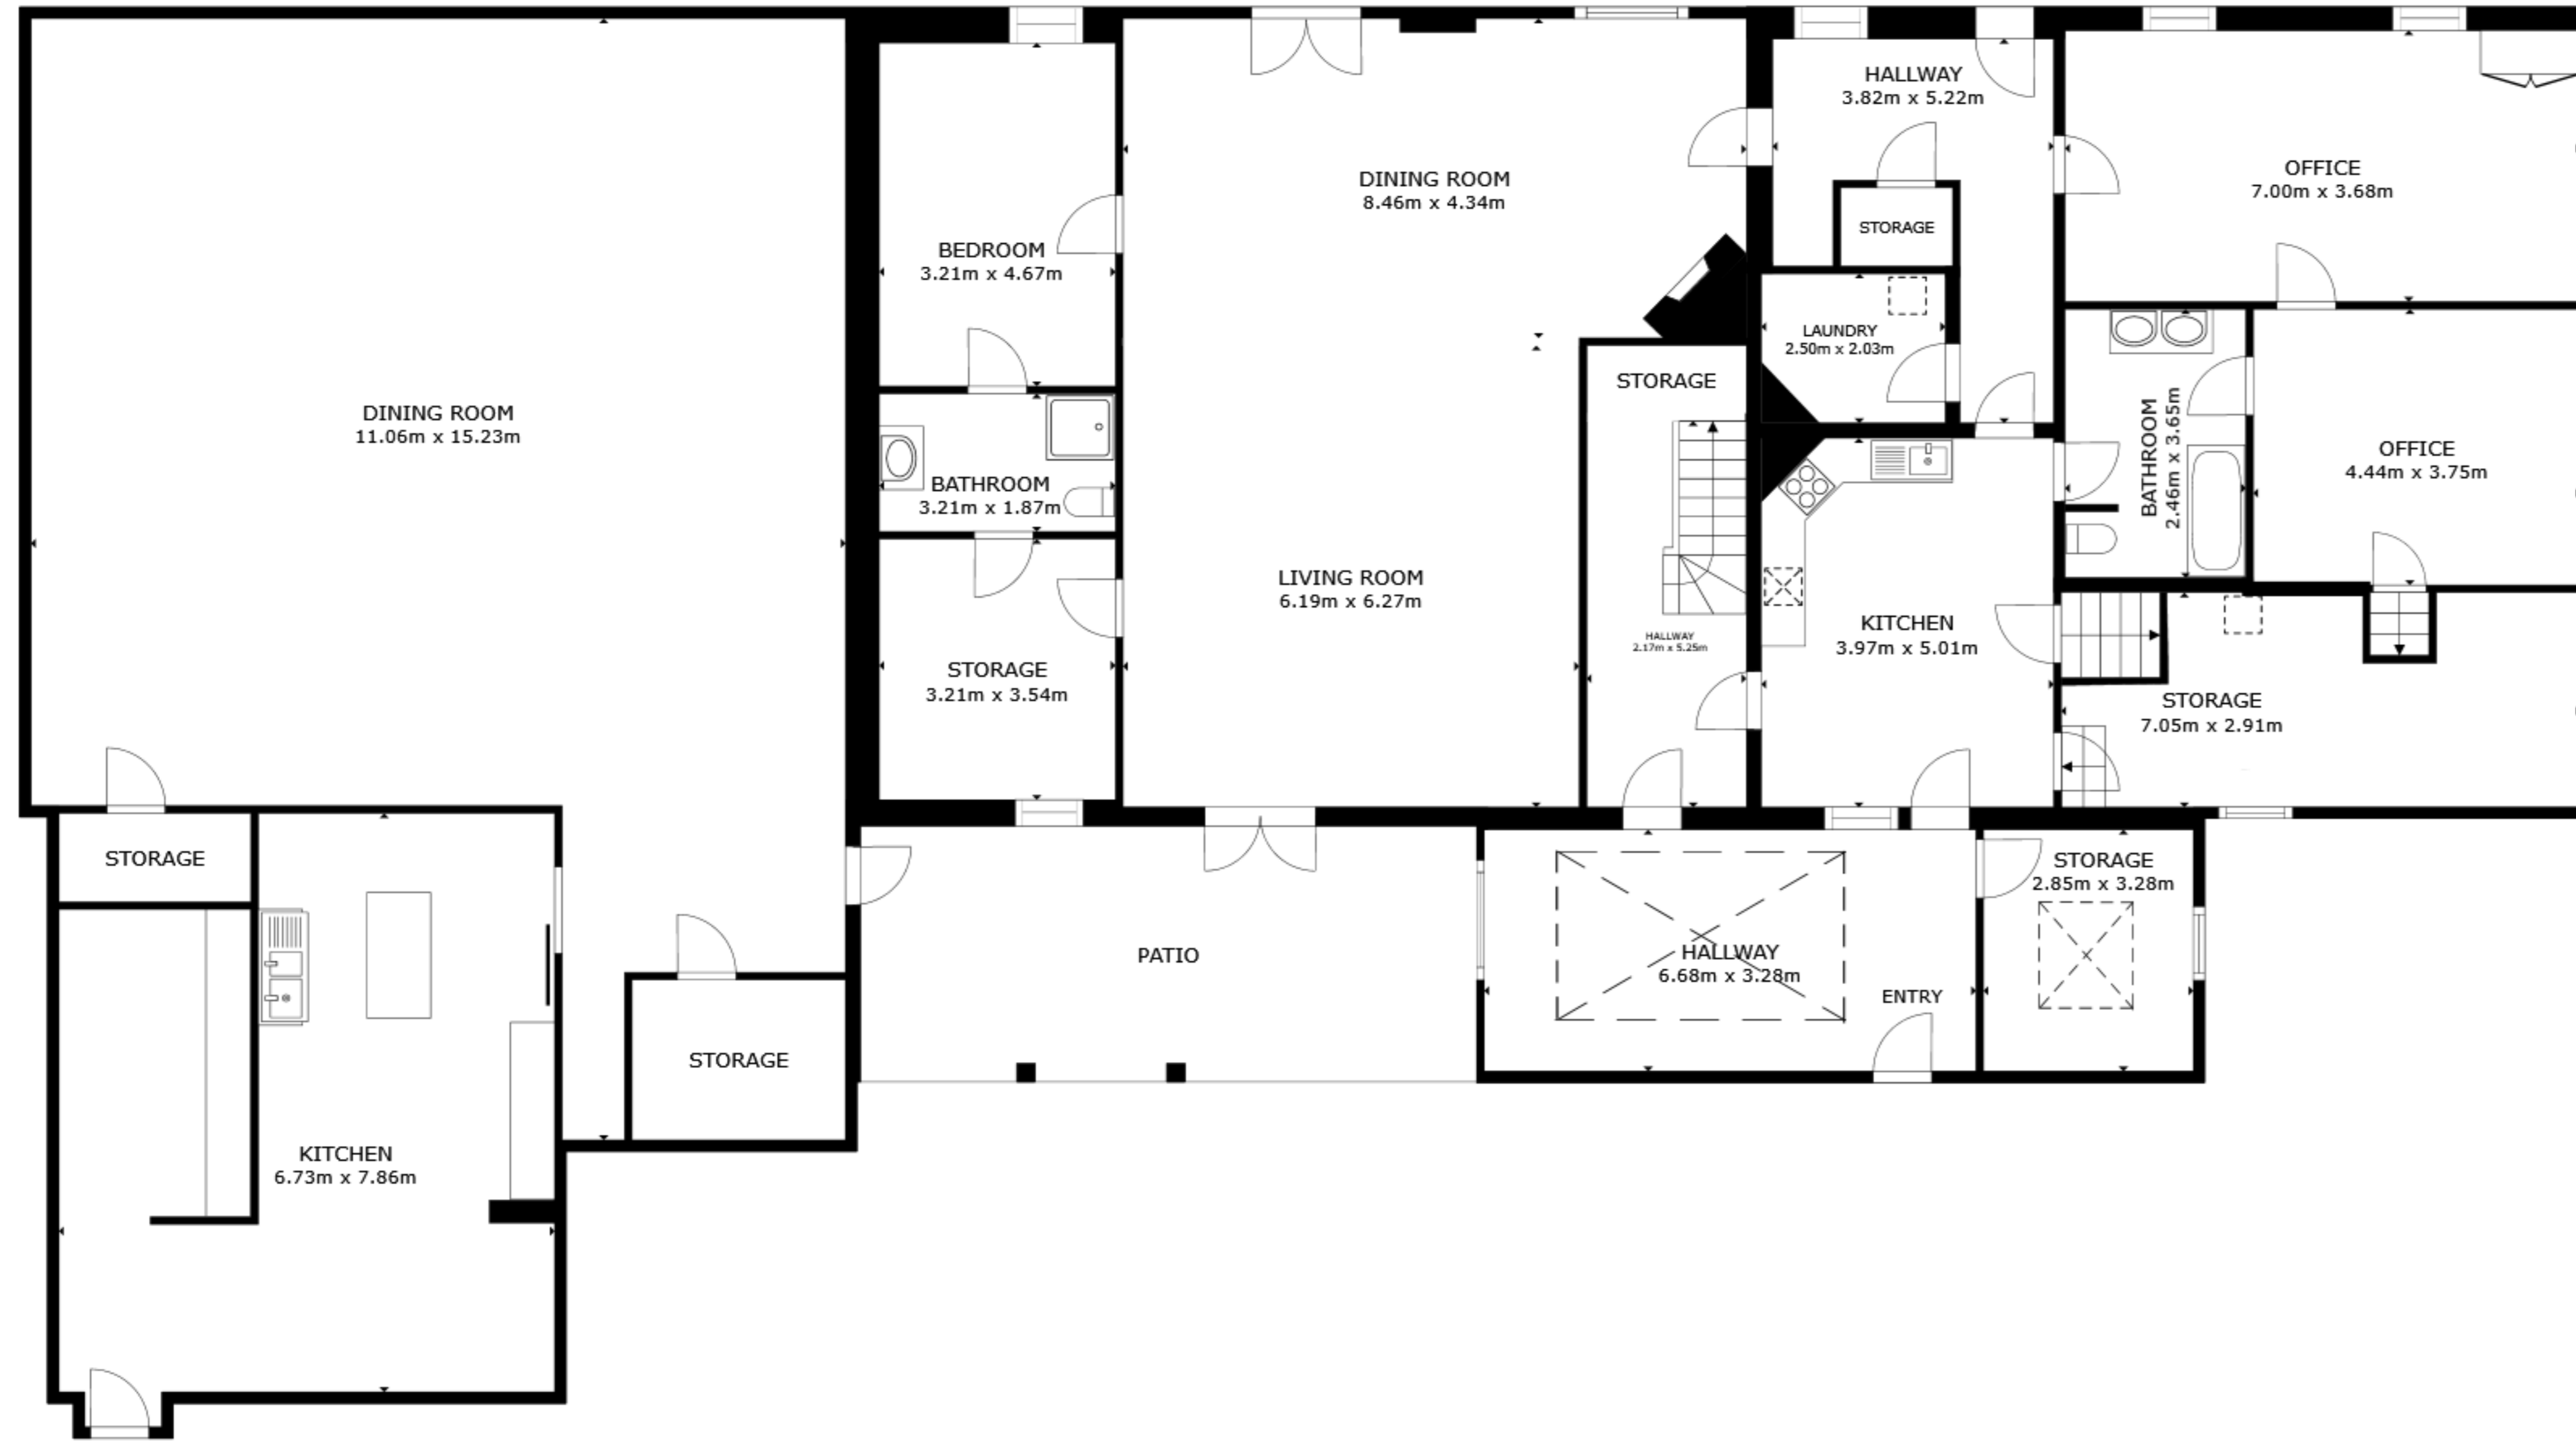 HALLWAY
3.82m x 5.22m
DINING ROOM
8.46m x 4.34m
OFFICE
7.00m x 3.68m
STORAGE
BEDROOM
3.21m x 4.67m
LAUNDRY
2.50m x 2.03m
STORAGE
DINING ROOM
11.06m x 15.23m
BATHROOM
2.46m x 3.65m
OFFICE
4.44m x 3.75m
BATHROOM
3.21m x 1.87m
LIVING ROOM
6.19m x 6.27m
HALLWAY
2.17m x 5.25m
KITCHEN
3.97m x 5.01m
STORAGE
3.21m x 3.54m
STORAGE
7.05m x 2.91m
STORAGE
STORAGE
2.85m x 3.28m
PATIO
HALLWAY
6.68m x 3.28m
ENTRY
STORAGE
KITCHEN
6.73m x 7.86m